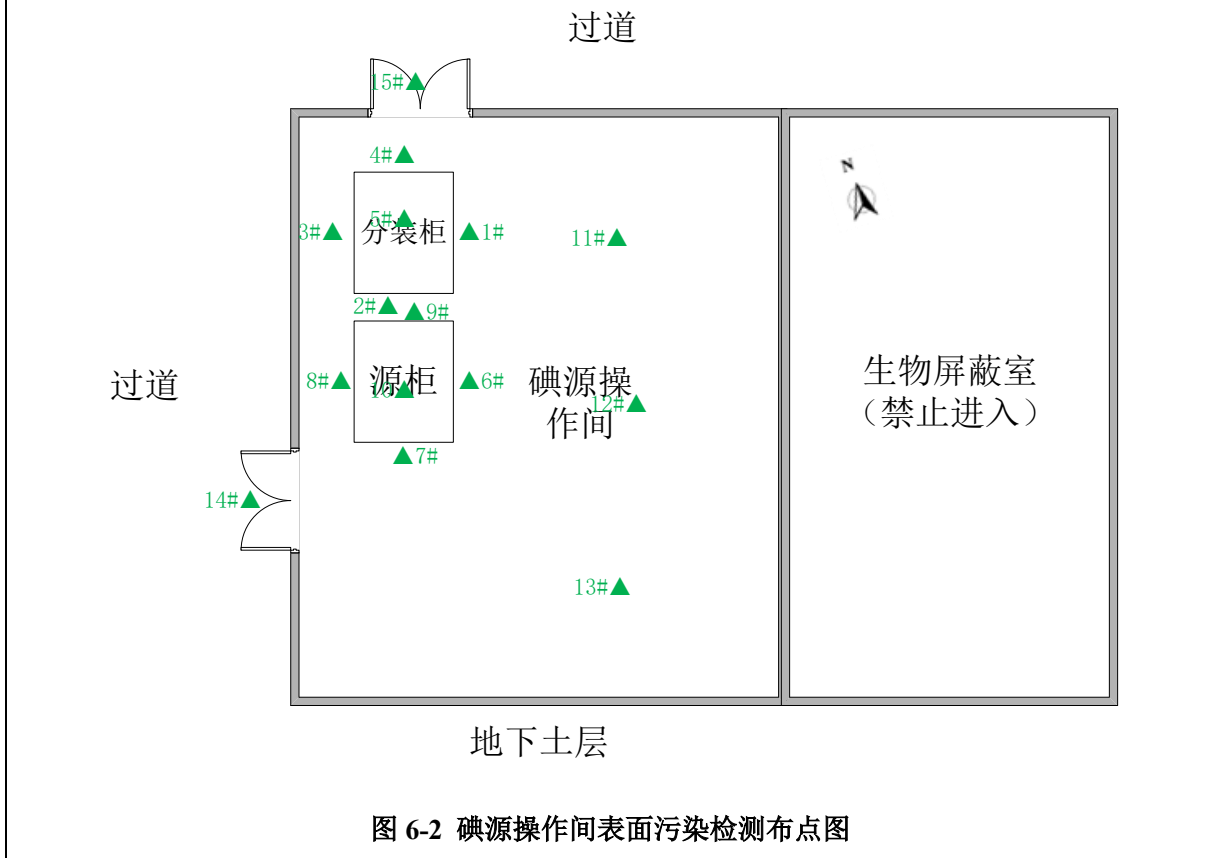 过道
15#
4#
N
3#
5#
分装柜
1#
11#
2#
9#
过道
8#
源柜
10#
6#
碘源操
作间
12#
生物屏蔽室
（禁止进入）
7#
14#
13#
地下土层
图 6-2 碘源操作间表面污染检测布点图